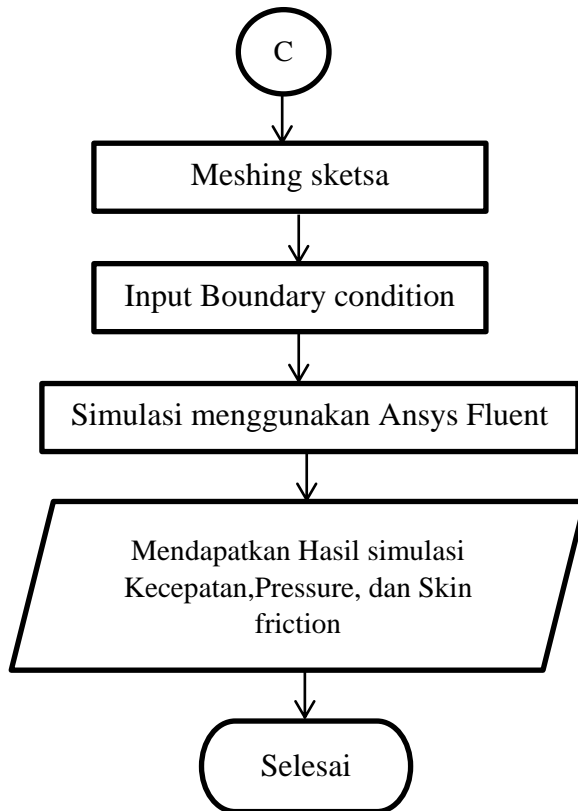 C
Meshing sketsa
Input Boundary condition
Simulasi menggunakan Ansys Fluent
Mendapatkan Hasil simulasi
Kecepatan,Pressure, dan Skin
friction
Selesai